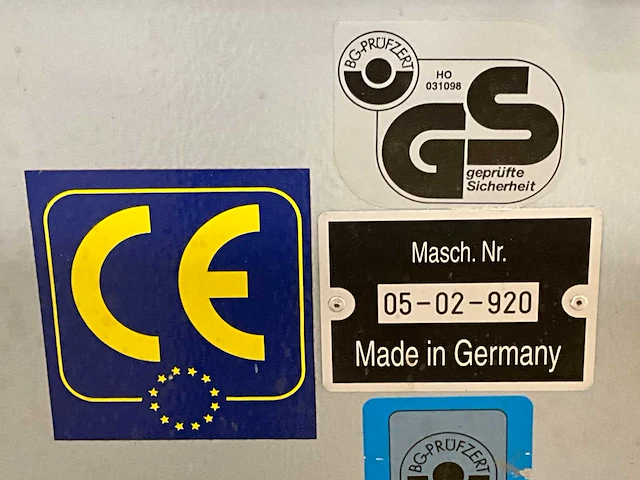 BG-PRÜFZERT
HO
031098
GS
geprüfte
Sicherheit
CE
Masch. Nr.
05-02-920
Made in Germany
BG-PRÜFZERT